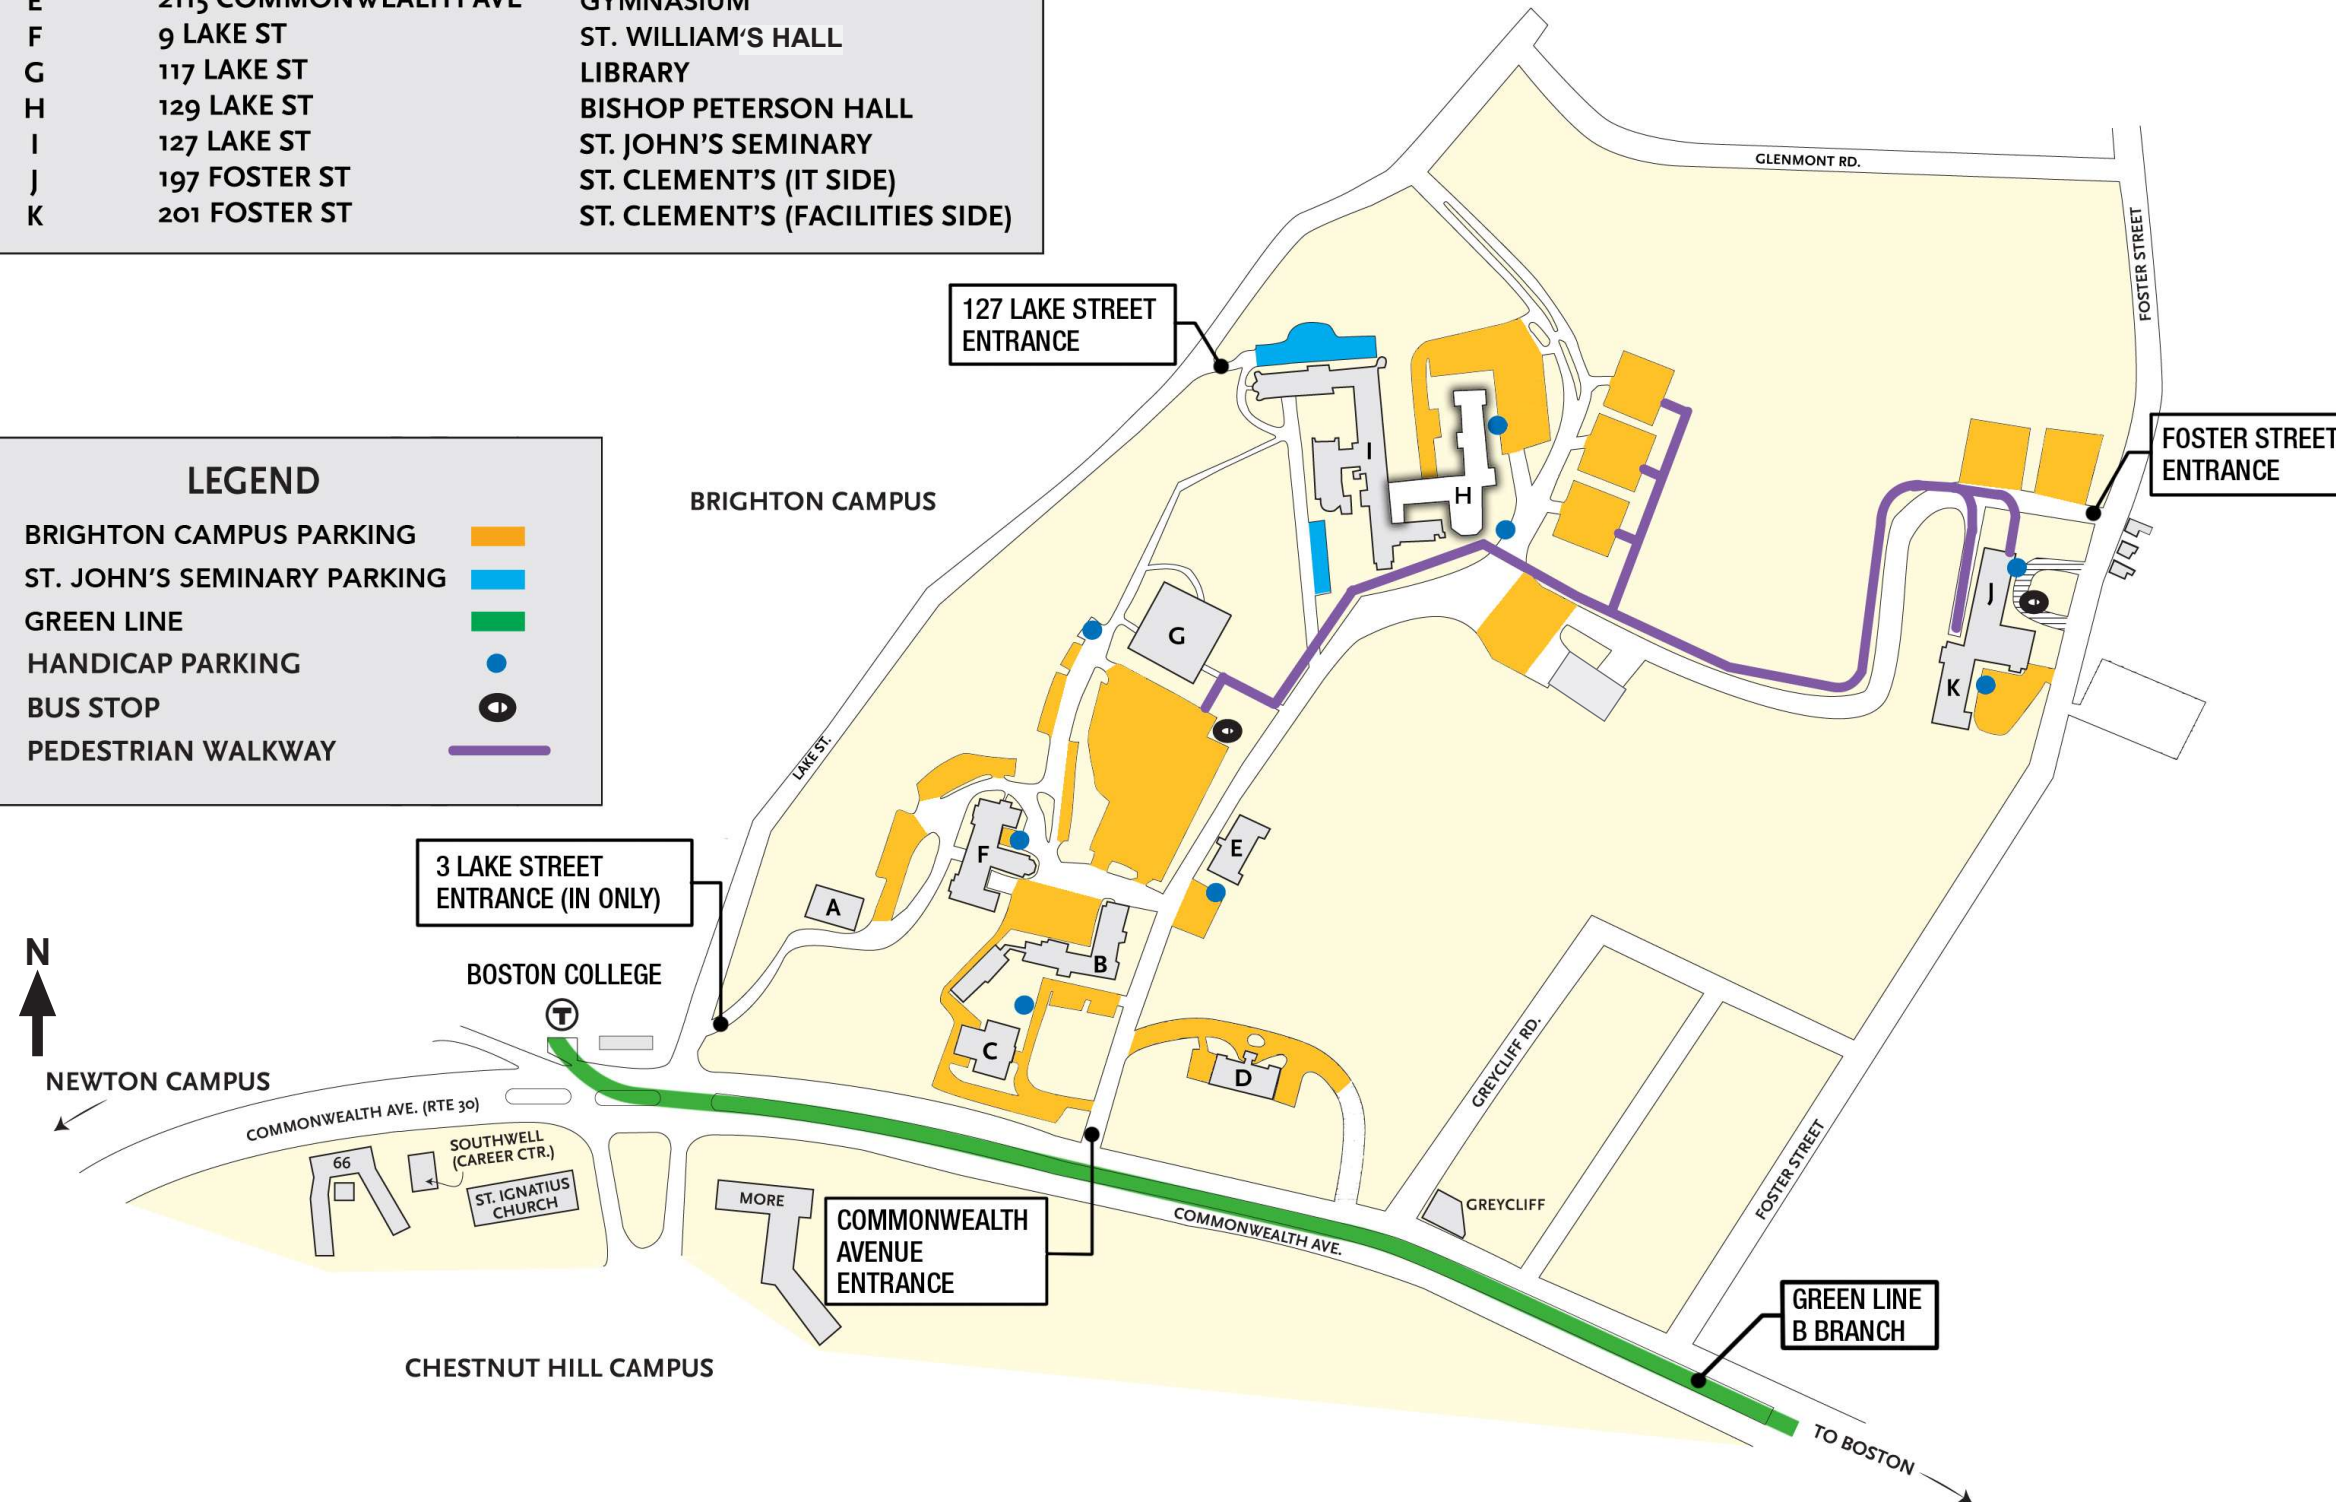 E 2115 COMMONWEALTH AVE GYMNASIUM
F 9 LAKE ST ST. WILLIAM'S HALL
G 117 LAKE ST LIBRARY
H 129 LAKE ST BISHOP PETERSON HALL
I 127 LAKE ST ST. JOHN'S SEMINARY
J 197 FOSTER ST ST. CLEMENT'S (IT SIDE)
K 201 FOSTER ST ST. CLEMENT'S (FACILITIES SIDE)
GLENMONT RD.
FOSTER STREET
127 LAKE STREET
ENTRANCE
FOSTER STREET
ENTRANCE
LEGEND
BRIGHTON CAMPUS PARKING
ST. JOHN'S SEMINARY PARKING
GREEN LINE
HANDICAP PARKING
BUS STOP
PEDESTRIAN WALKWAY
BRIGHTON CAMPUS
I
H
J
G
K
LAKE ST.
E
F
3 LAKE STREET
ENTRANCE (IN ONLY)
A
B
N
BOSTON COLLEGE
T
C
D
GREYCLIFF RD.
NEWTON CAMPUS
COMMONWEALTH AVE. (RTE 30)
66
SOUTHWELL
(CAREER CTR.)
ST. IGNATIUS
CHURCH
MORE
COMMONWEALTH
AVENUE
ENTRANCE
COMMONWEALTH AVE.
GREYCLIFF
FOSTER STREET
GREEN LINE
B BRANCH
CHESTNUT HILL CAMPUS
TO BOSTON